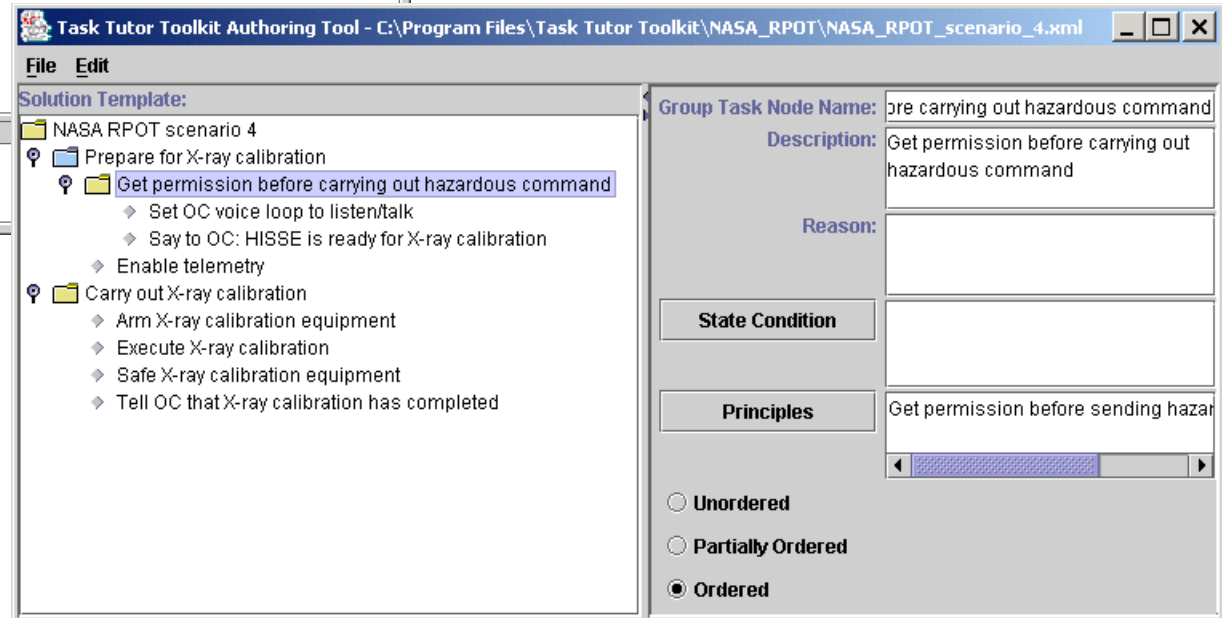 Task Tutor Toolkit Authoring Tool - C:\Program Files\Task Tutor Toolkit\NASA_RPOT\NASA_RPOT_scenario_4.xml
File Edit
Solution Template:
NASA RPOT scenario 4
Prepare for X-ray calibration
Get permission before carrying out hazardous command
Set OC voice loop to listen/talk
Say to OC: HISSE is ready for X-ray calibration
Enable telemetry
Carry out X-ray calibration
Arm X-ray calibration equipment
Execute X-ray calibration
Safe X-ray calibration equipment
Tell OC that X-ray calibration has completed
Group Task Node Name: ore carrying out hazardous command
Description: Get permission before carrying out
hazardous command
Reason:
State Condition
Principles Get permission before sending hazar
Unordered
Partially Ordered
Ordered